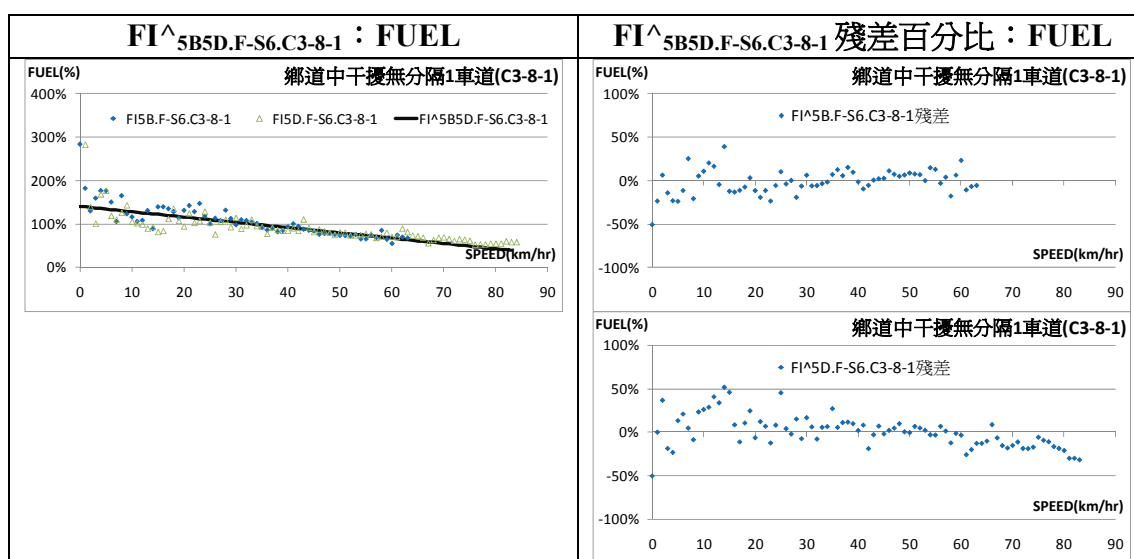 FI^5B5D.F-S6.C3-8-1：FUEL
FI^5B5D.F-S6.C3-8-1 殘差百分比：FUEL
FUEL(%)
鄉道中干擾無分隔1車道(C3-8-1)
400%
FI5B.F-S6.C3-8-1 FI5D.F-S6.C3-8-1 FI^5B5D.F-S6.C3-8-1
300%
200%
100%
0%
SPEED(km/hr)
0 10 20 30 40 50 60 70 80 90
FUEL(%)
鄉道中干擾無分隔1車道(C3-8-1)
100%
FI^5B.F-S6.C3-8-1殘差
50%
0%
-50%
SPEED(km/hr)
-100%
0 10 20 30 40 50 60 70 80 90
FUEL(%)
鄉道中干擾無分隔1車道(C3-8-1)
100%
FI^5D.F-S6.C3-8-1殘差
50%
0%
-50%
SPEED(km/hr)
-100%
0 10 20 30 40 50 60 70 80 90